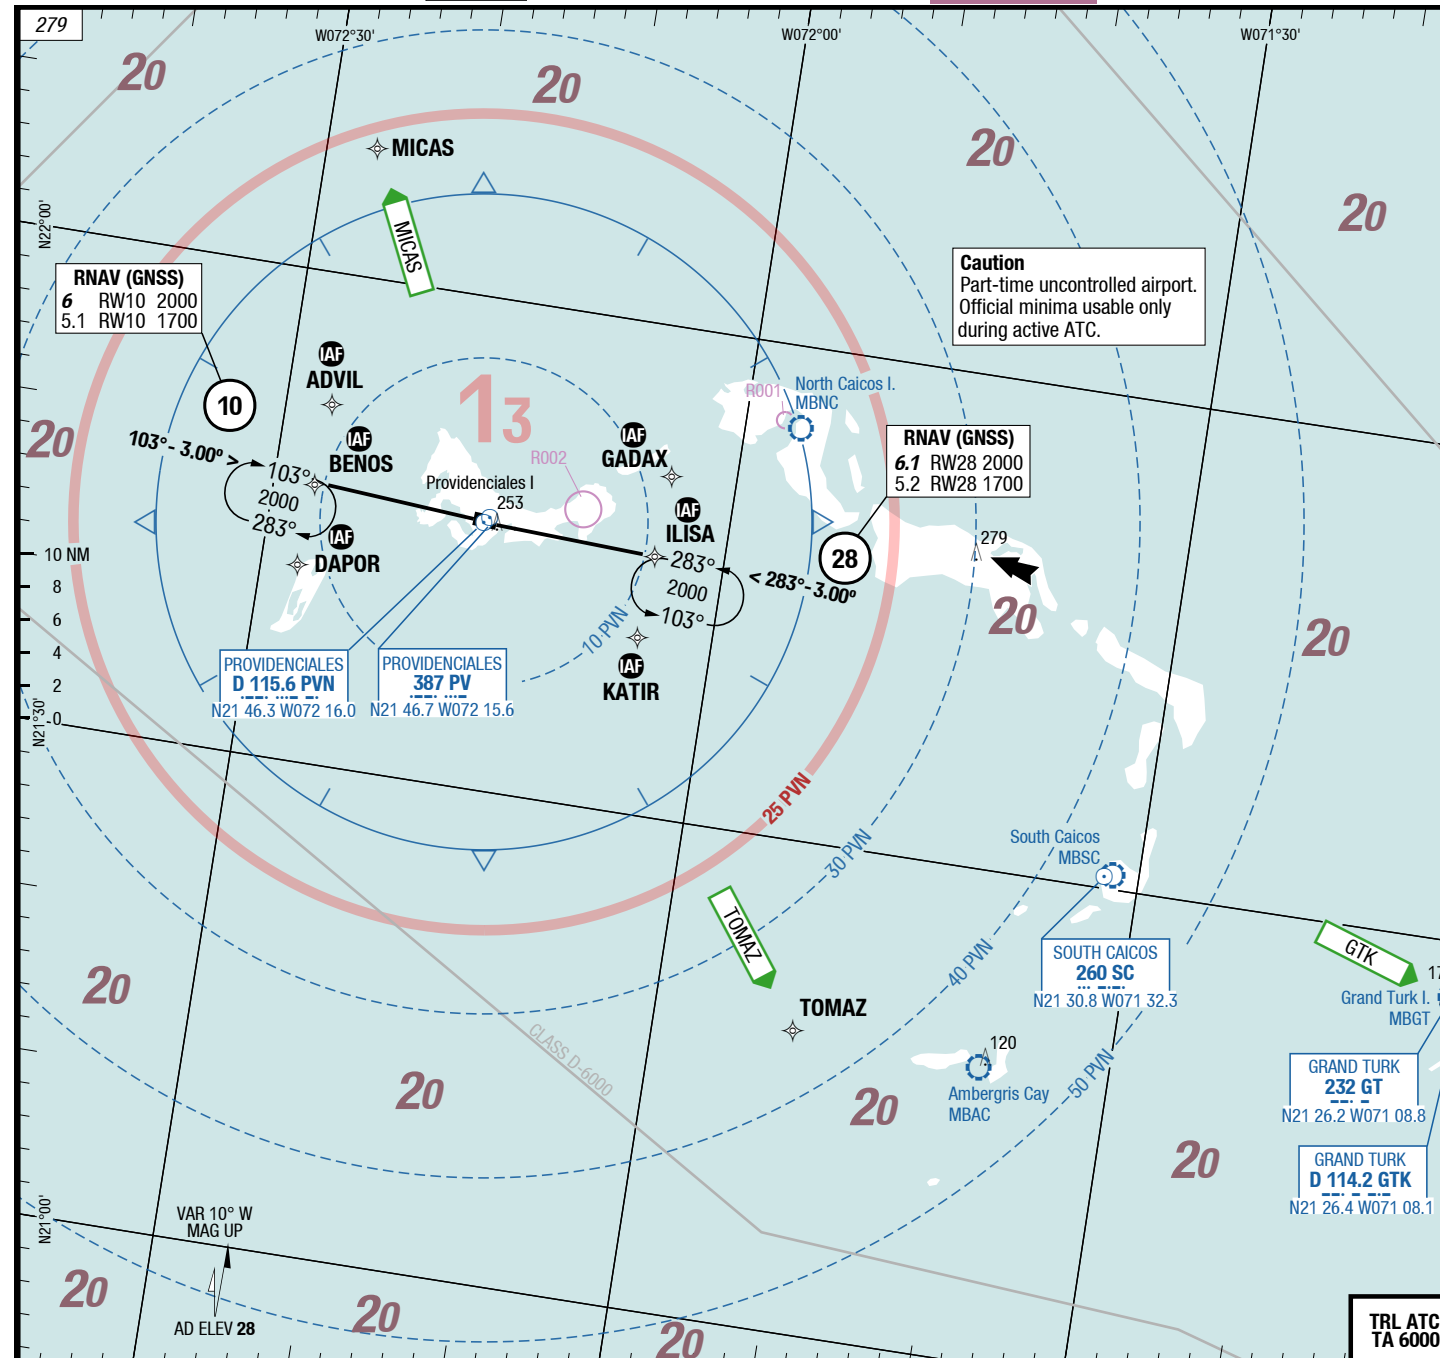 279
W072°30'
W072°00'
W071°30'
20
20
20
20
MICAS
MICAS
N22°00'
RNAV (GNSS)
6 RW10 2000
5.1 RW10 1700
Caution
Part-time uncontrolled airport.
Official minima usable only
during active ATC.
IAF
ADVIL
10
13
R001
North Caicos I.
MBNC
20
103°- 3.00° >
IAF
BENOS
IAF
GADAX
R002
RNAV (GNSS)
6.1 RW28 2000
5.2 RW28 1700
103°
2000
283°
Providenciales I
253
IAF
ILISA
IAF
DAPOR
279
28
283°
2000
103°
< 283°-3.00°
10 NM
8
6
4
2
0
N21°30'
20
20
10 PVN
IAF
KATIR
PROVIDENCIALES
D 115.6 PVN
N21 46.3 W072 16.0
PROVIDENCIALES
387 PV
N21 46.7 W072 15.6
25 PVN
30 PVN
South Caicos
MBSC
TOMAZ
40 PVN
SOUTH CAICOS
260 SC
N21 30.8 W071 32.3
GTK
17
Grand Turk I.
MBGT
20
TOMAZ
CLASS D-6000
120
50 PVN
Ambergris Cay
MBAC
20
20
GRAND TURK
232 GT
N21 26.2 W071 08.8
20
GRAND TURK
D 114.2 GTK
N21 26.4 W071 08.1
N21°00'
VAR 10° W
MAG UP
20
20
20
AD ELEV 28
TRL ATC
TA 6000